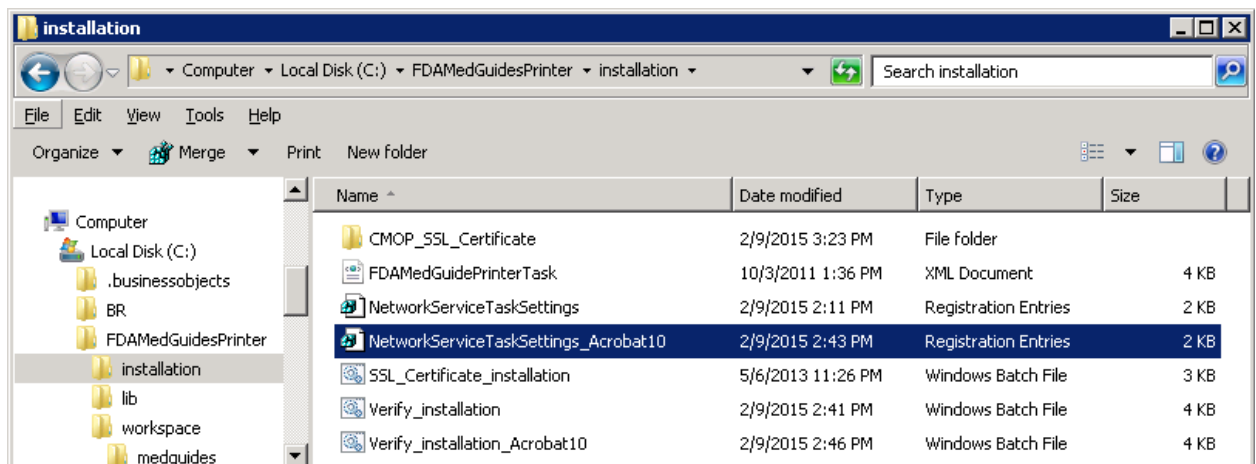 installation
Computer Local Disk (C:) FDAMedGuidesPrinter installation Search installation
File Edit View Tools Help
Organize Merge Print New folder
Name Date modified Type Size
Computer
Local Disk (C:)
.businessobjects
BR
FDAMedGuidesPrinter
installation
lib
workspace
medguides
CMOP_SSL_Certificate 2/9/2015 3:23 PM File folder
FDAMedGuidePrinterTask 10/3/2011 1:36 PM XML Document 4 KB
NetworkServiceTaskSettings 2/9/2015 2:11 PM Registration Entries 2 KB
NetworkServiceTaskSettings_Acrobat10 2/9/2015 2:43 PM Registration Entries 2 KB
SSL_Certificate_installation 5/6/2013 11:26 PM Windows Batch File 3 KB
Verify_installation 2/9/2015 2:41 PM Windows Batch File 4 KB
Verify_installation_Acrobat10 2/9/2015 2:46 PM Windows Batch File 4 KB